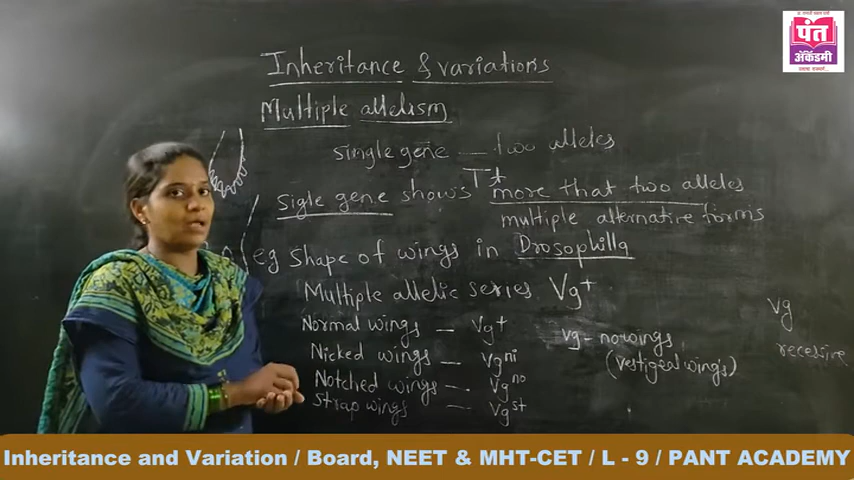 पंत
अॅकॅडमी
Inheritance & variations
Multiple allelism
single gene — two alleles
T t
Sigle gene shows more that two alleles
multiple alternative forms
eg shape of wings in Drosophilla
Multiple allelic series Vg+
Normal wings — Vg+
Nicked wings — Vgni
Notched wings — Vgno
Strap wings — Vgst
vg - no wings
(Vestigeal wings)
vg
recessive
Inheritance and Variation / Board, NEET & MHT-CET / L - 9 / PANT ACADEMY